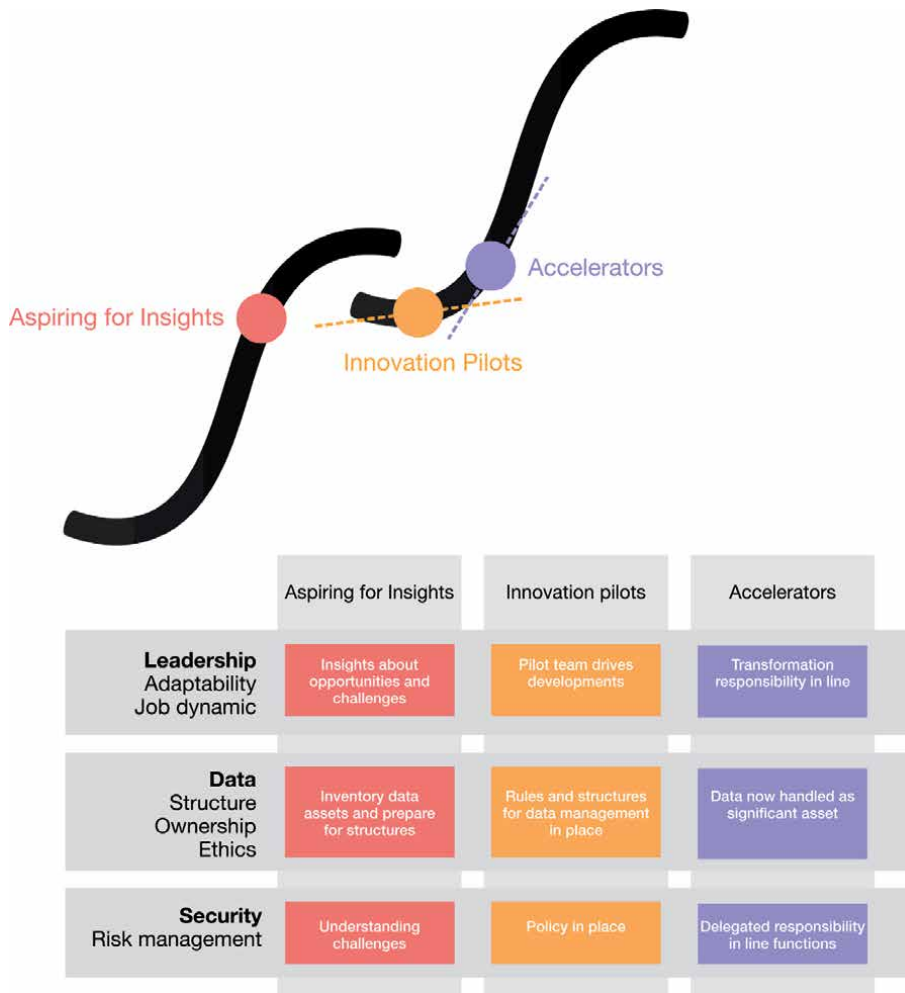 Aspiring for Insights
Accelerators
Innovation Pilots
Aspiring for Insights
Innovation pilots
Accelerators
Leadership
Adaptability
Job dynamic
Insights about
opportunities and
challenges
Pilot team drives
developments
Transformation
responsibility in line
Data
Structure
Ownership
Ethics
Inventory data
assets and prepare
for structures
Rules and structures
for data management
in place
Data now handled as
significant asset
Security
Risk management
Understanding
challenges
Policy in place
Delegated responsibility
in line functions